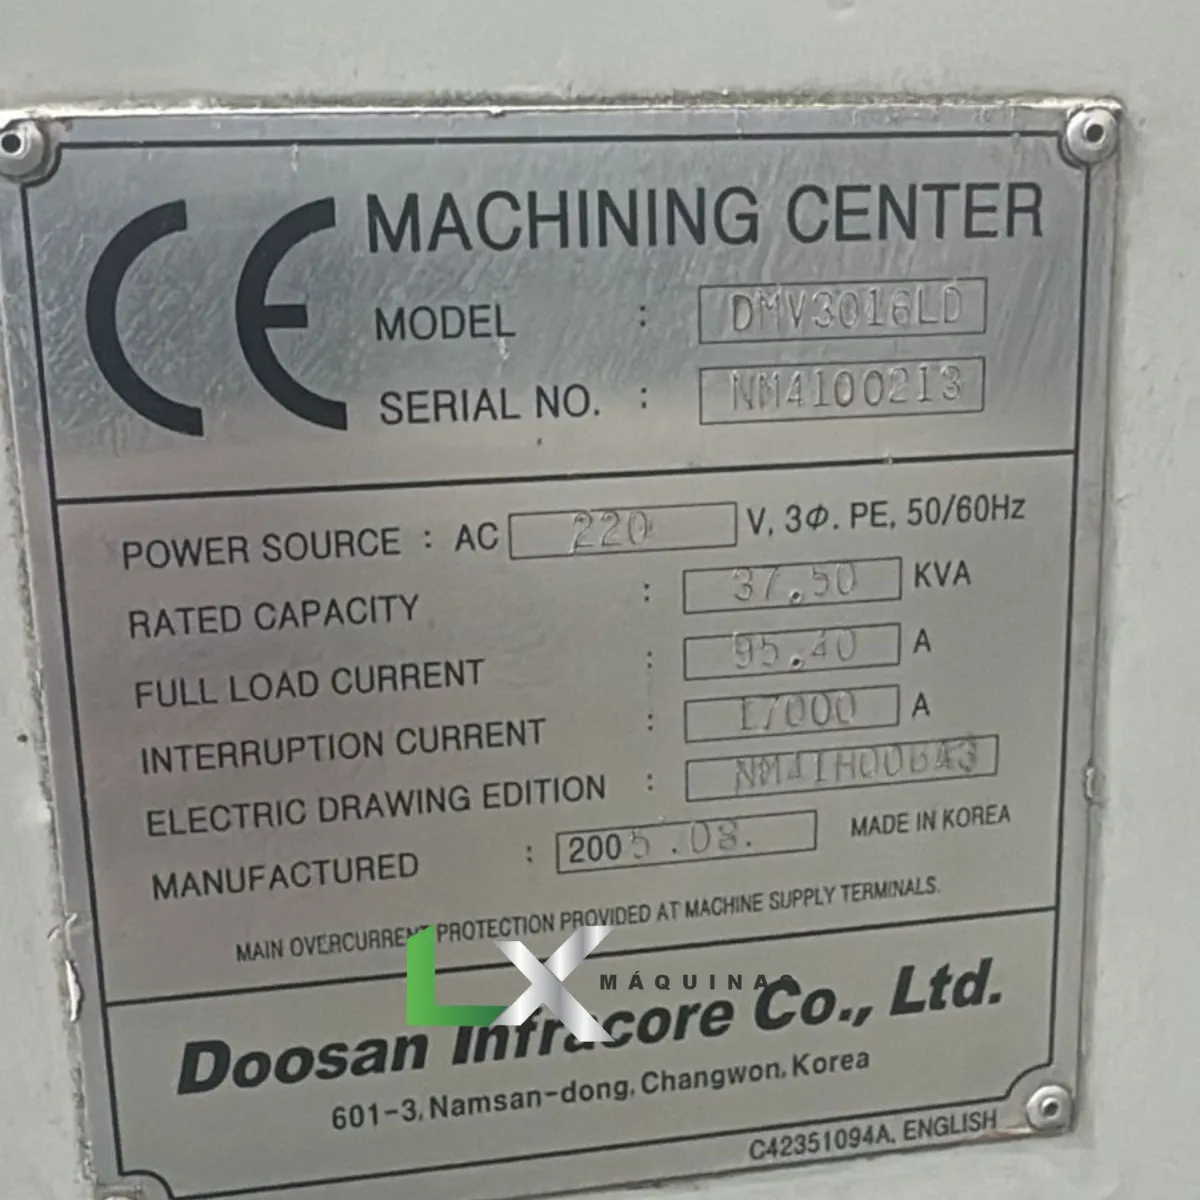 CE MACHINING CENTER
MODEL : DMV3016LD
SERIAL NO. : NM4100213
POWER SOURCE : AC 220 V, 3Φ. PE, 50/60Hz
RATED CAPACITY : 37.50 KVA
FULL LOAD CURRENT : 95.40 A
INTERRUPTION CURRENT : 17000 A
ELECTRIC DRAWING EDITION :
MANUFACTURED : 2005.08. MADE IN KOREA
MAIN OVERCURRENT PROTECTION PROVIDED AT MACHINE SUPPLY TERMINALS.
LX MÁQUINAS
Doosan Infracore Co., Ltd.
601-3, Namsan-dong, Changwon, Korea
C42351094A, ENGLISH